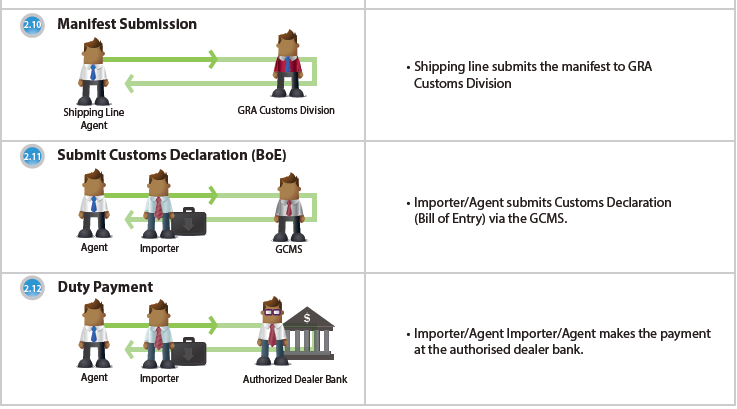 2.10 Manifest Submission
Shipping Line
Agent
GRA Customs Division
• Shipping line submits the manifest to GRA
Customs Division
2.11 Submit Customs Declaration (BoE)
Agent
Importer
GCMS
• Importer/Agent submits Customs Declaration
(Bill of Entry) via the GCMS.
2.12 Duty Payment
$
Agent
Importer
Authorized Dealer Bank
• Importer/Agent Importer/Agent makes the payment
at the authorised dealer bank.